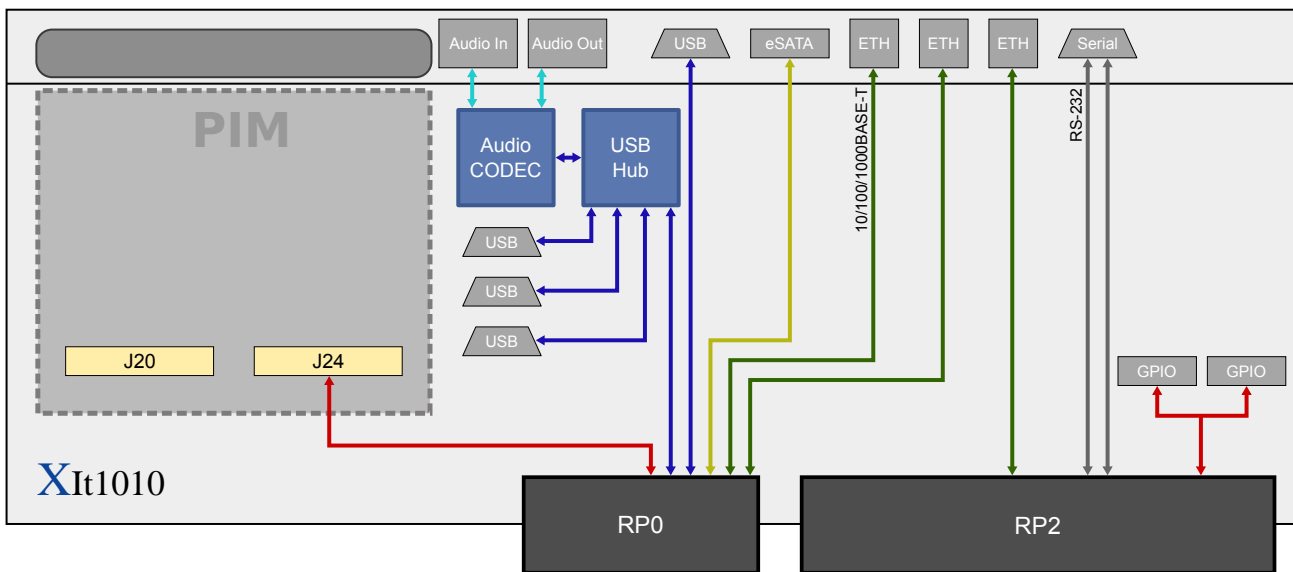 Audio In
Audio Out
USB
eSATA
ETH
ETH
ETH
Serial
PIM
Audio
CODEC
USB
Hub
10/100/1000BASE-T
RS-232
USB
USB
USB
J20
J24
GPIO
GPIO
XIt1010
RP0
RP2